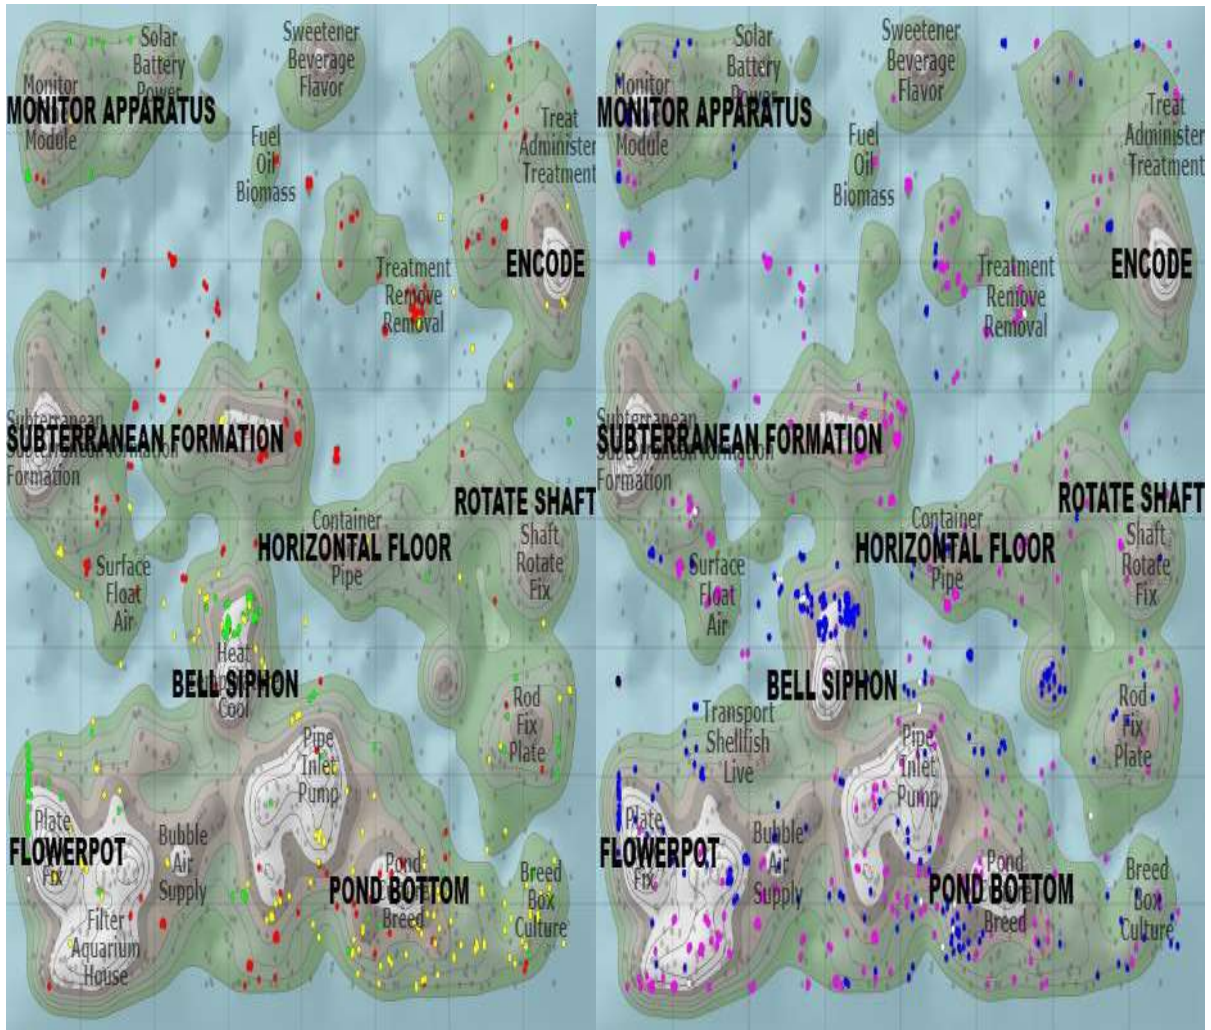 Solar
Battery
Power
Sweetener
Beverage
Flavor
Monitor
MONITOR APPARATUS
Module
Fuel
Oil
Biomass
Treat
Administer
Treatment
ENCODE
Treatment
Remove
Removal
Subterranean
SUBTERRANEAN FORMATION
Formation
ROTATE SHAFT
Container
HORIZONTAL FLOOR
Pipe
Shaft
Rotate
Fix
Surface
Float
Air
Heat
BELL SIPHON
Cool
Rod
Fix
Plate
Pipe
Inlet
Pump
Plate
FLOWERPOT
Fix
Bubble
Air
Supply
Pond
POND BOTTOM
Breed
Breed
Box
Culture
Filter
Aquarium
House
Solar
Battery
Power
Sweetener
Beverage
Flavor
Monitor
MONITOR APPARATUS
Module
Fuel
Oil
Biomass
Treat
Administer
Treatment
ENCODE
Treatment
Remove
Removal
Subterranean
SUBTERRANEAN FORMATION
Formation
ROTATE SHAFT
Container
HORIZONTAL FLOOR
Pipe
Shaft
Rotate
Fix
Surface
Float
Air
BELL SIPHON
Transport
Shellfish
Live
Rod
Fix
Plate
Pipe
Inlet
Pump
Plate
FLOWERPOT
Fix
Bubble
Air
Supply
Pond
POND BOTTOM
Breed
Breed
Box
Culture